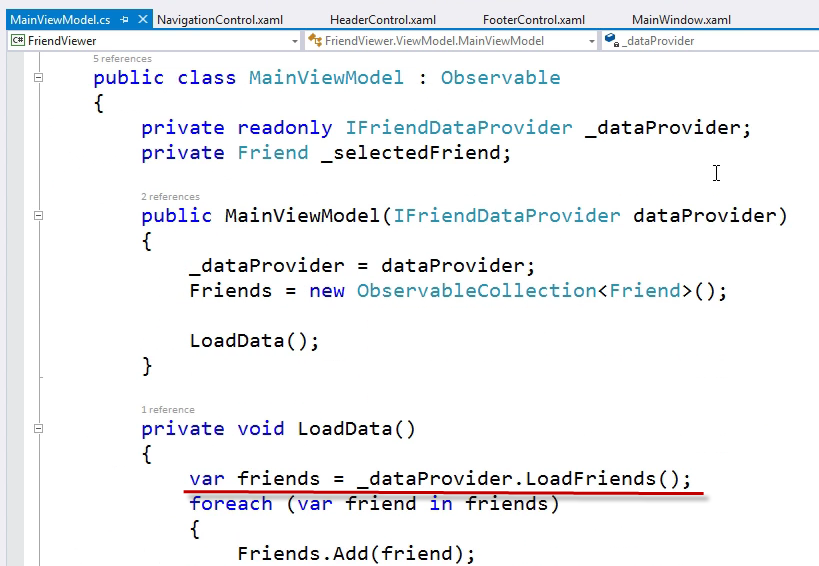 MainViewModel.cs NavigationControl.xaml HeaderControl.xaml FooterControl.xaml MainWindow.xaml
C# FriendViewer FriendViewer.ViewModel.MainViewModel _dataProvider
5 references
public class MainViewModel : Observable
{
private readonly IFriendDataProvider _dataProvider;
private Friend _selectedFriend;
2 references
public MainViewModel(IFriendDataProvider dataProvider)
{
_dataProvider = dataProvider;
Friends = new ObservableCollection<Friend>();
LoadData();
}
1 reference
private void LoadData()
{
var friends = _dataProvider.LoadFriends();
foreach (var friend in friends)
{
Friends.Add(friend);